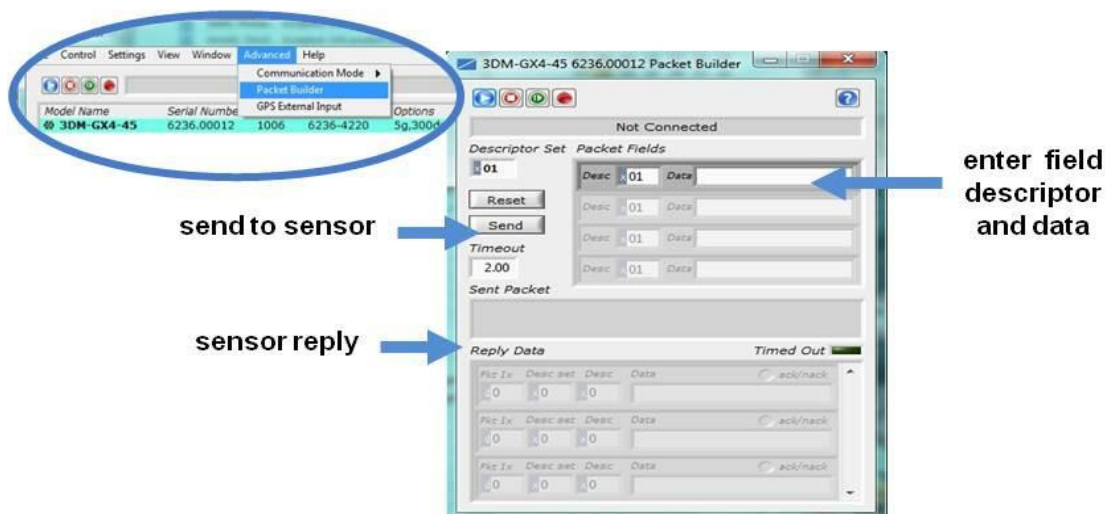 Control Settings View Window Advanced Help
Communication Mode
Packet Builder
GPS External Input
Model Name Serial Numbe Options
3DM-GX4-45 6236.00012 1006 6236-4220 5g,300d
3DM-GX4-45 6236.00012 Packet Builder
Not Connected
Descriptor Set Packet Fields
x 01 Desc x 01 Data
Reset
Desc x 01 Data
Send
Desc x 01 Data
Timeout
2.00
Desc x 01 Data
Sent Packet
Reply Data Timed Out
Pkt Ix Desc set Desc Data ack/nack
d 0 x 0 x 0
Pkt Ix Desc set Desc Data ack/nack
d 0 x 0 x 0
Pkt Ix Desc set Desc Data ack/nack
d 0 x 0 x 0
send to sensor
sensor reply
enter field
descriptor
and data